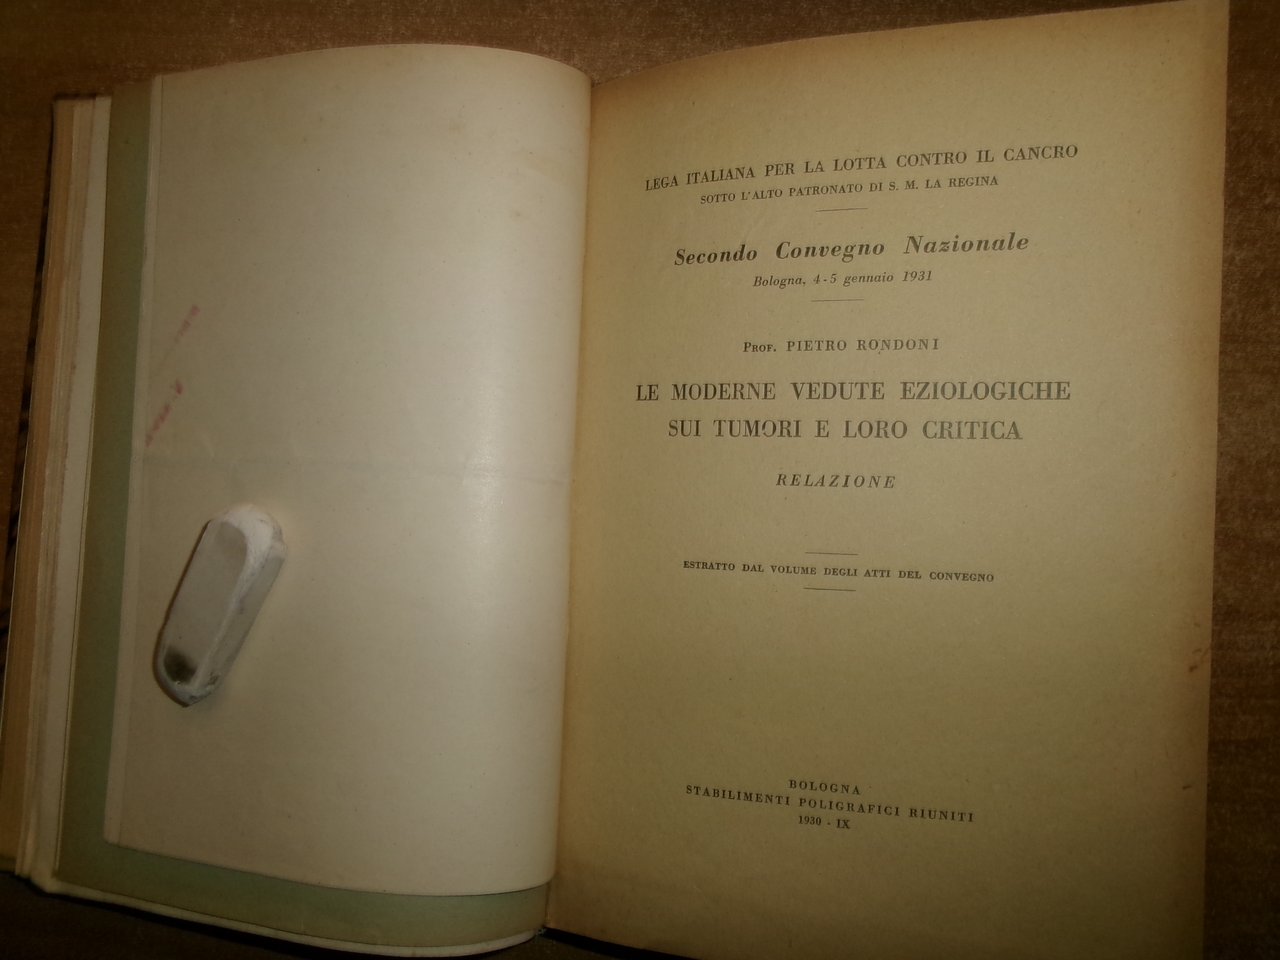 LEGA ITALIANA PER LA LOTTA CONTRO IL CANCRO
SOTTO L'ALTO PATRONATO DI S. M. LA REGINA
Secondo Convegno Nazionale
Bologna, 4-5 gennaio 1931
PROF. PIETRO RONDONI
LE MODERNE VEDUTE EZIOLOGICHE
SUI TUMORI E LORO CRITICA
RELAZIONE
ESTRATTO DAL VOLUME DEGLI ATTI DEL CONVEGNO
BOLOGNA
STABILIMENTI POLIGRAFICI RIUNITI
1930 - IX